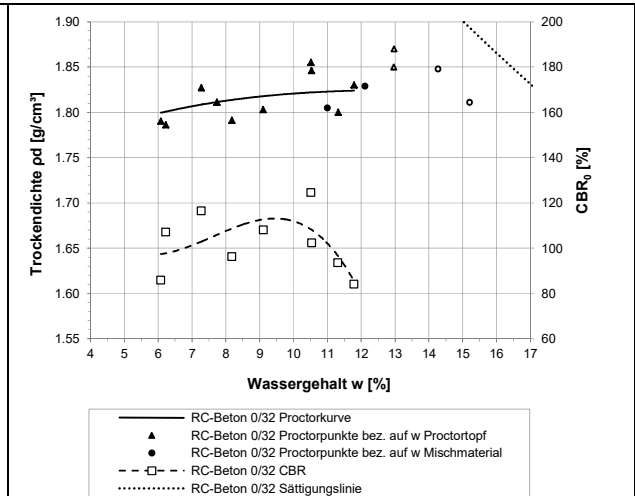 Trockendichte ρd [g/cm³]
1.90
1.85
1.80
1.75
1.70
1.65
1.60
1.55
200
180
160
140
120
100
80
60
CBR₀ [%]
4 5 6 7 8 9 10 11 12 13 14 15 16 17
Wassergehalt w [%]
RC-Beton 0/32 Proctorkurve
RC-Beton 0/32 Proctorpunkte bez. auf w Proctortopf
RC-Beton 0/32 Proctorpunkte bez. auf w Mischmaterial
RC-Beton 0/32 CBR
RC-Beton 0/32 Sättigungslinie